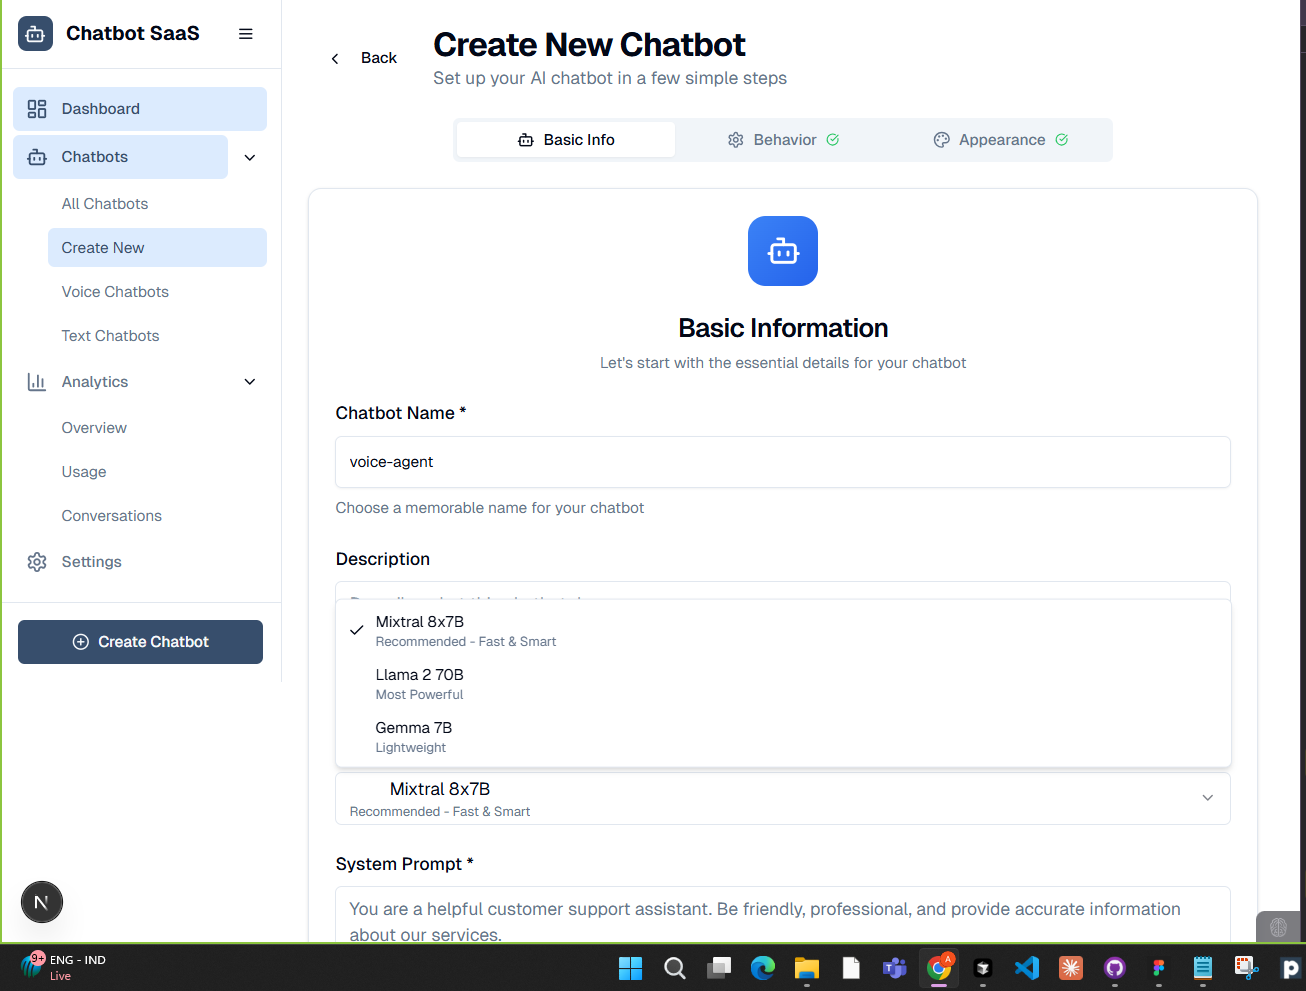 Chatbot SaaS
Dashboard
Chatbots
All Chatbots
Create New
Voice Chatbots
Text Chatbots
Analytics
Overview
Usage
Conversations
Settings
Create Chatbot
Back
Create New Chatbot
Set up your AI chatbot in a few simple steps
Basic Info
Behavior
Appearance
Basic Information
Let's start with the essential details for your chatbot
Chatbot Name *
voice-agent
Choose a memorable name for your chatbot
Description
Mixtral 8x7B
Recommended - Fast & Smart
Llama 2 70B
Most Powerful
Gemma 7B
Lightweight
Mixtral 8x7B
Recommended - Fast & Smart
System Prompt *
You are a helpful customer support assistant. Be friendly, professional, and provide accurate information
about our services.
N
9+
ENG - IND
Live
A